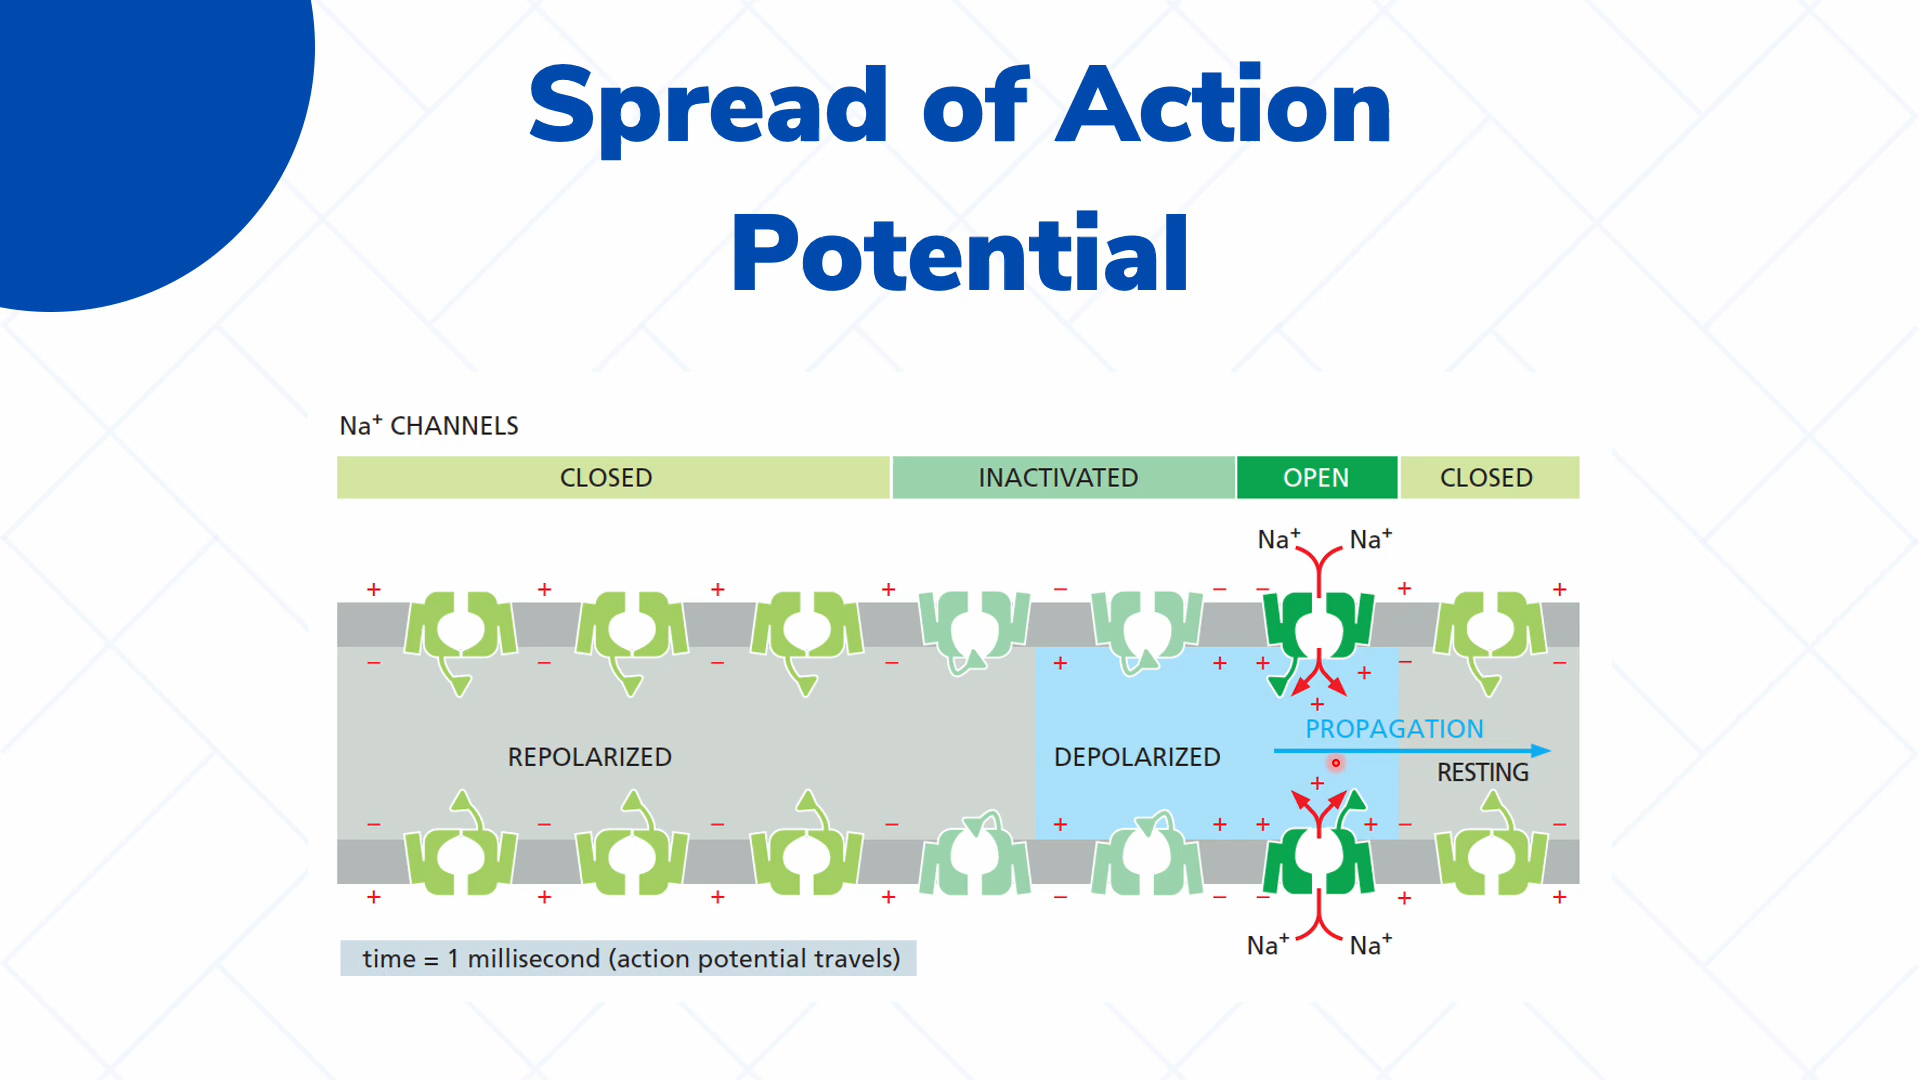 Spread of Action
Potential
Na⁺ CHANNELS
CLOSED INACTIVATED OPEN CLOSED
Na⁺ Na⁺
+ + + + − − − + +
− − − − + + + + − −
+
PROPAGATION
REPOLARIZED DEPOLARIZED
RESTING
+
− − − − + + + + − −
+ + + + − − − + +
Na⁺ Na⁺
time = 1 millisecond (action potential travels)